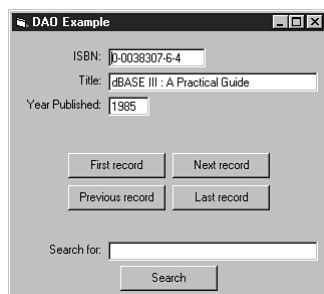 DAO Example
ISBN: 0-0038307-6-4
Title: dBASE III : A Practical Guide
Year Published: 1985
First record Next record
Previous record Last record
Search for:
Search